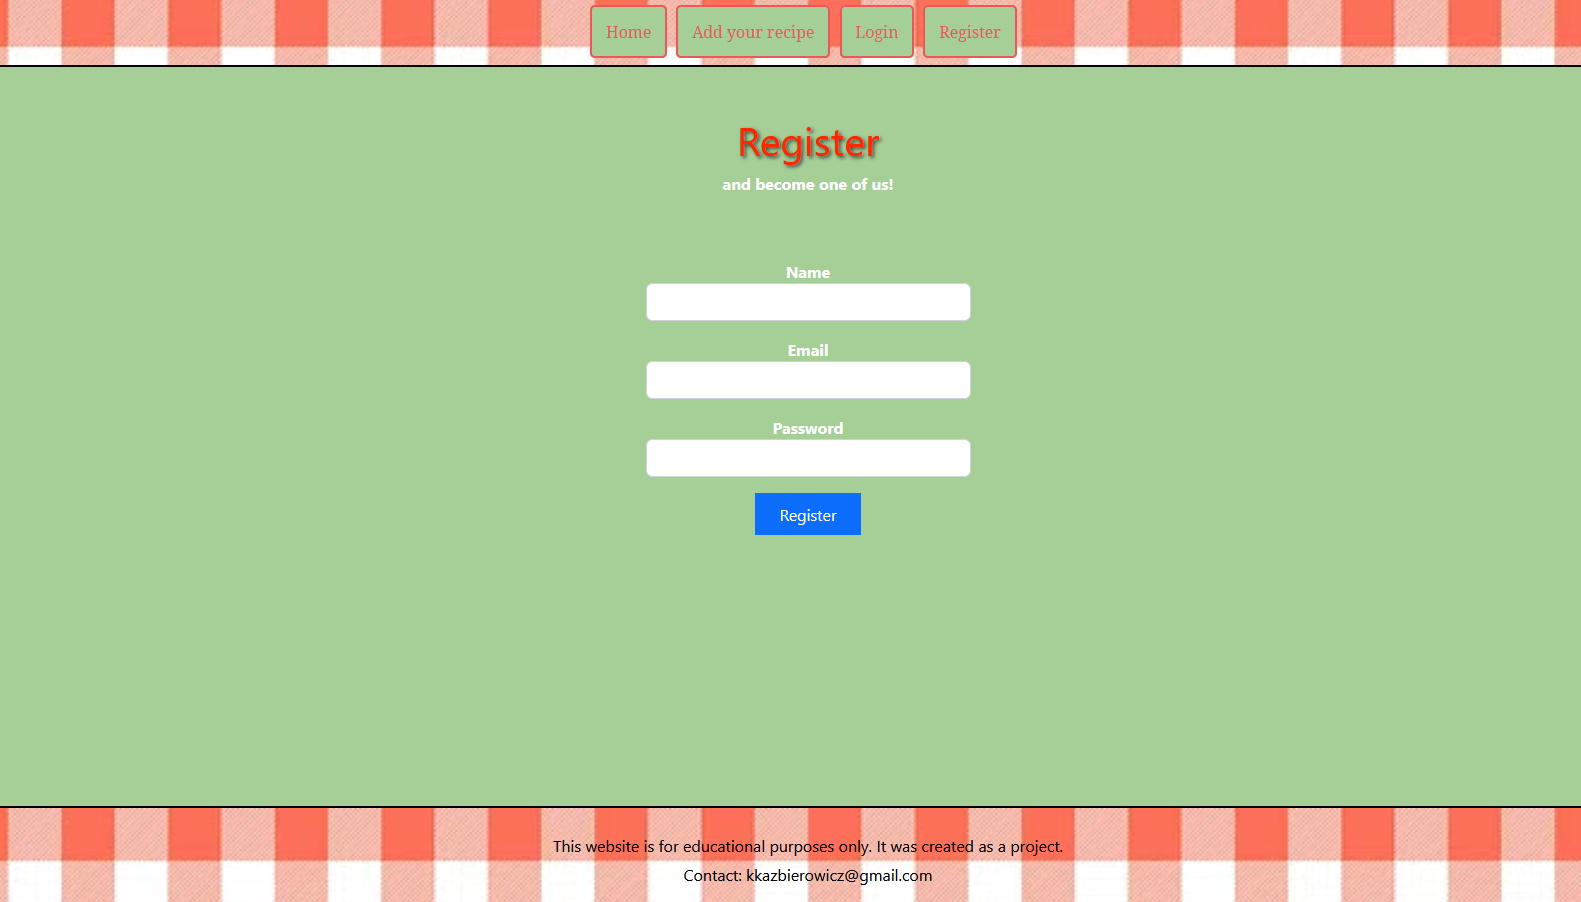 Home Add your recipe Login Register
Register
and become one of us!
Name
Email
Password
Register
This website is for educational purposes only. It was created as a project.
Contact: kkazbierowicz@gmail.com